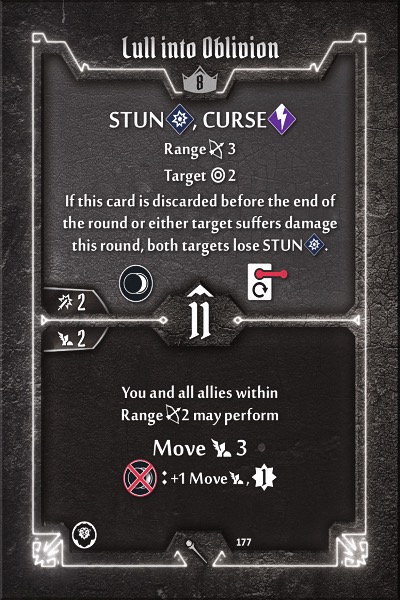 Lull into Oblivion
8
STUN, CURSE
Range 3
Target 2
If this card is discarded before the end of
the round or either target suffers damage
this round, both targets lose STUN.
2
11
2
You and all allies within
Range 2 may perform
Move 3
: +1 Move, 1
177